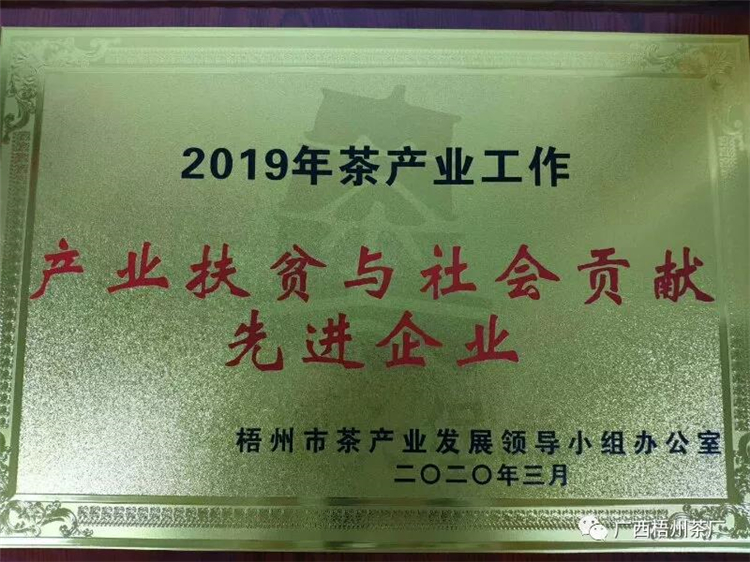 2019年茶产业工作
产业扶贫与社会贡献
先进企业
梧州市茶产业发展领导小组办公室
二〇二〇年三月
广西梧州茶厂